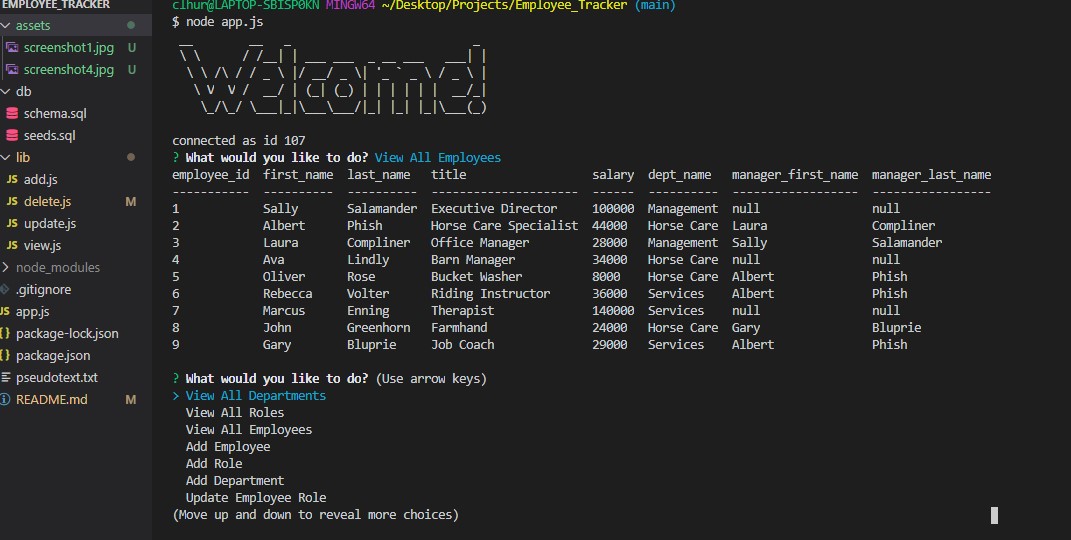 EMPLOYEE_TRACKER
assets
screenshot1.jpg U
screenshot4.jpg U
db
schema.sql
seeds.sql
lib
JS add.js
JS delete.js M
JS update.js
JS view.js
node_modules
.gitignore
JS app.js
{} package-lock.json
{} package.json
pseudotext.txt
README.md M
clhur@LAPTOP-SBISP0KN MINGW64 ~/Desktop/Projects/Employee_Tracker (main)
$ node app.js
Welcome!
connected as id 107
? What would you like to do? View All Employees
employee_id first_name last_name title salary dept_name manager_first_name manager_last_name
----------- ---------- ---------- --------------------- ------ ---------- ------------------ -----------------
1 Sally Salamander Executive Director 100000 Management null null
2 Albert Phish Horse Care Specialist 44000 Horse Care Laura Compliner
3 Laura Compliner Office Manager 28000 Management Sally Salamander
4 Ava Lindly Barn Manager 34000 Horse Care null null
5 Oliver Rose Bucket Washer 8000 Horse Care Albert Phish
6 Rebecca Volter Riding Instructor 36000 Services Albert Phish
7 Marcus Enning Therapist 140000 Services null null
8 John Greenhorn Farmhand 24000 Horse Care Gary Bluprie
9 Gary Bluprie Job Coach 29000 Services Albert Phish
? What would you like to do? (Use arrow keys)
> View All Departments
View All Roles
View All Employees
Add Employee
Add Role
Add Department
Update Employee Role
(Move up and down to reveal more choices)